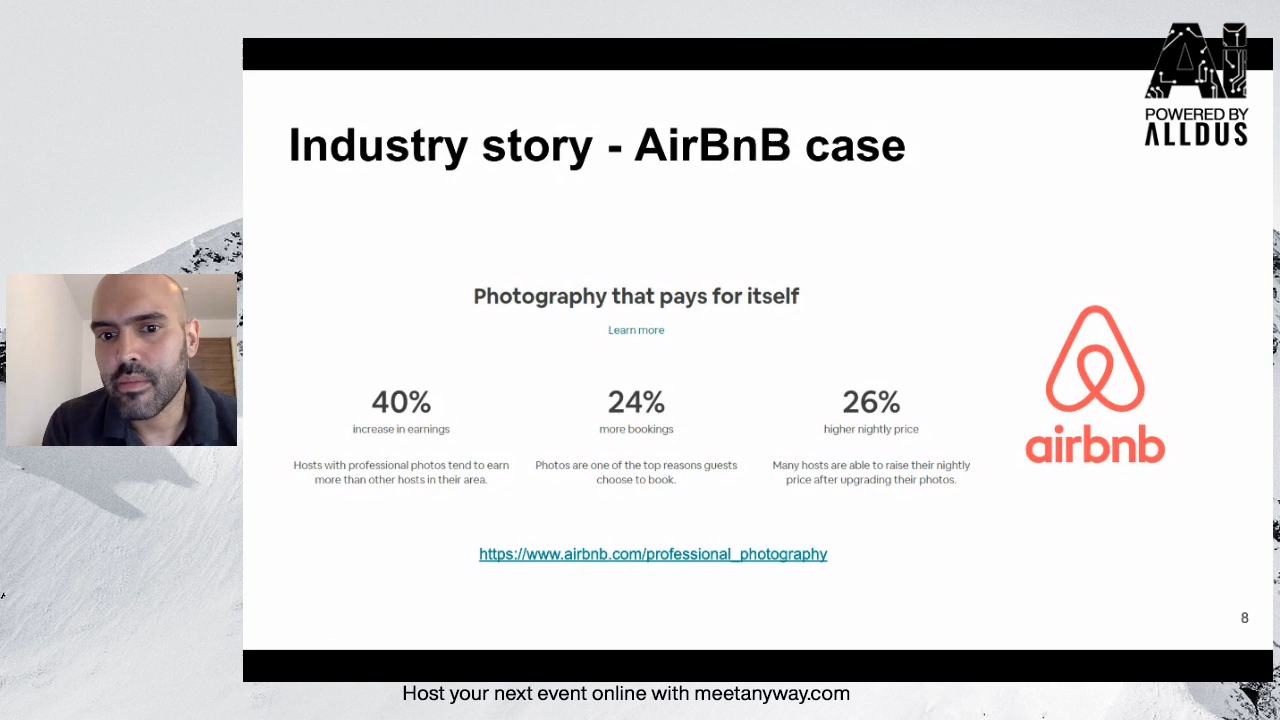 Ai
POWERED BY
ALLDUS
Industry story - AirBnB case
Photography that pays for itself
Learn more
40%
increase in earnings
Hosts with professional photos tend to earn
more than other hosts in their area.
24%
more bookings
Photos are one of the top reasons guests
choose to book.
26%
higher nightly price
Many hosts are able to raise their nightly
price after upgrading their photos.
airbnb
https://www.airbnb.com/professional_photography
8
Host your next event online with meetanyway.com